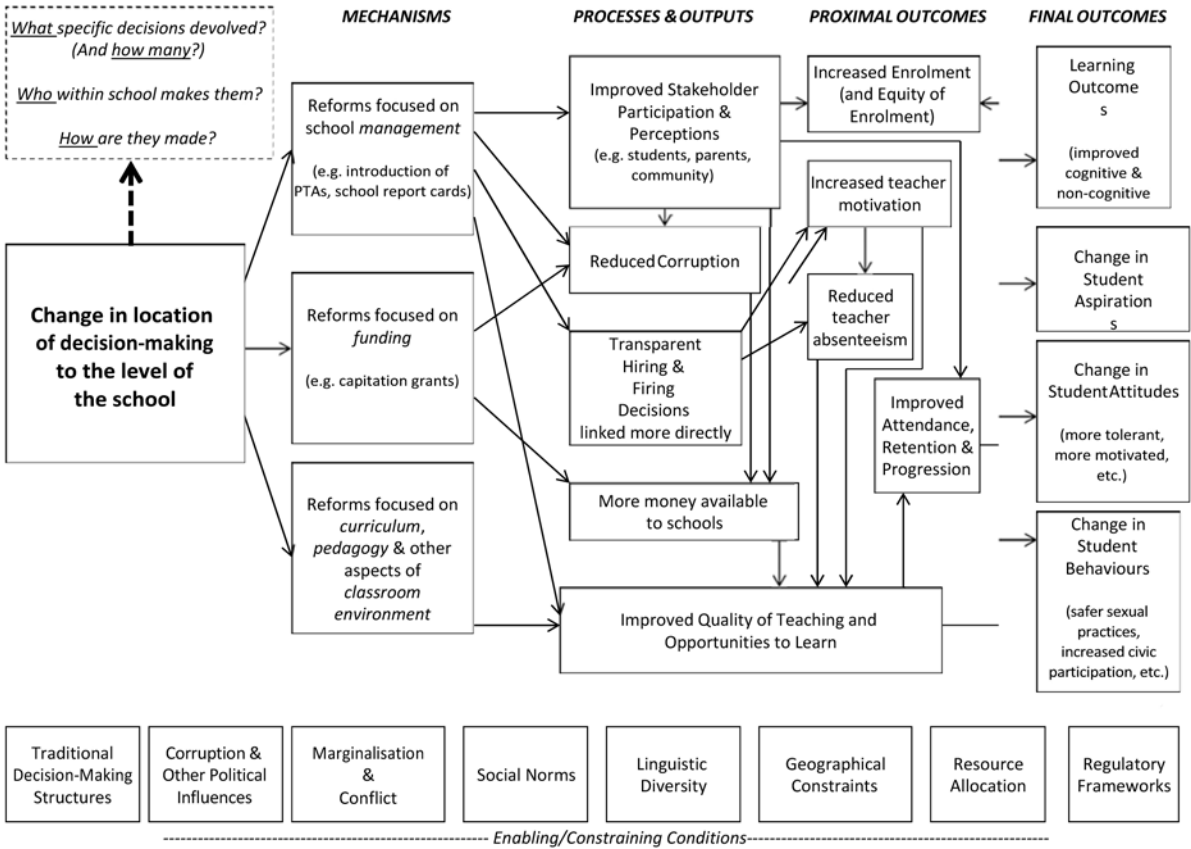 What specific decisions devolved?
(And how many?)
Who within school makes them?
How are they made?
Change in location
of decision-making
to the level of
the school
MECHANISMS
Reforms focused on
school management
(e.g. introduction of
PTAs, school report cards)
Reforms focused on
funding
(e.g. capitation grants)
Reforms focused on
curriculum,
pedagogy & other
aspects of
classroom
environment
PROCESSES & OUTPUTS
Improved Stakeholder
Participation &
Perceptions
(e.g. students, parents,
community)
Reduced Corruption
Transparent
Hiring &
Firing
Decisions
linked more directly
More money available
to schools
Improved Quality of Teaching and
Opportunities to Learn
PROXIMAL OUTCOMES
Increased Enrolment
(and Equity of
Enrolment)
Increased teacher
motivation
Reduced
teacher
absenteeism
Improved
Attendance,
Retention &
Progression
FINAL OUTCOMES
Learning
Outcome
s
(improved
cognitive &
non-cognitive
Change in
Student
Aspiration
s
Change in
Student Attitudes
(more tolerant,
more motivated,
etc.)
Change in
Student
Behaviours
(safer sexual
practices,
increased civic
participation, etc.)
Traditional
Decision-Making
Structures
Corruption &
Other Political
Influences
Marginalisation
&
Conflict
Social Norms
Linguistic
Diversity
Geographical
Constraints
Resource
Allocation
Regulatory
Frameworks
Enabling/Constraining Conditions